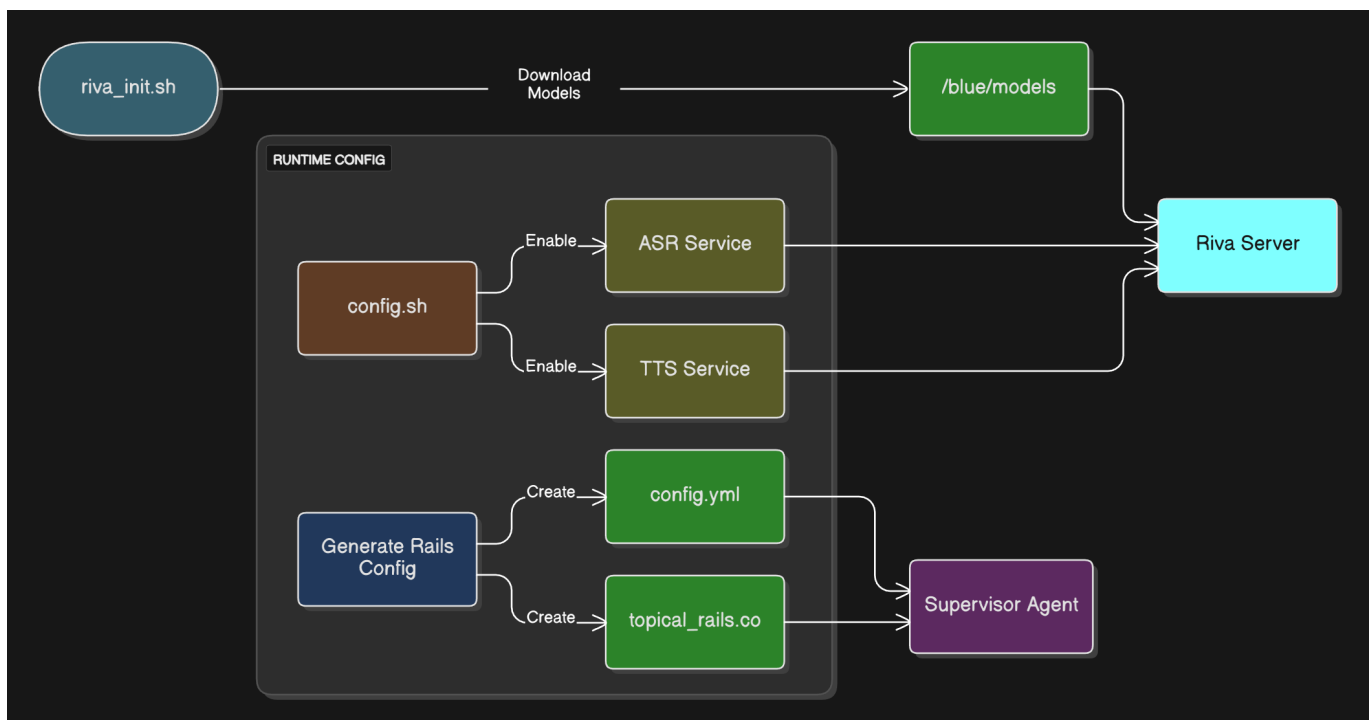 riva_init.sh
Download
Models
/blue/models
RUNTIME CONFIG
config.sh
Enable
ASR Service
Enable
TTS Service
Riva Server
Generate Rails
Config
Create
config.yml
Create
topical_rails.co
Supervisor Agent